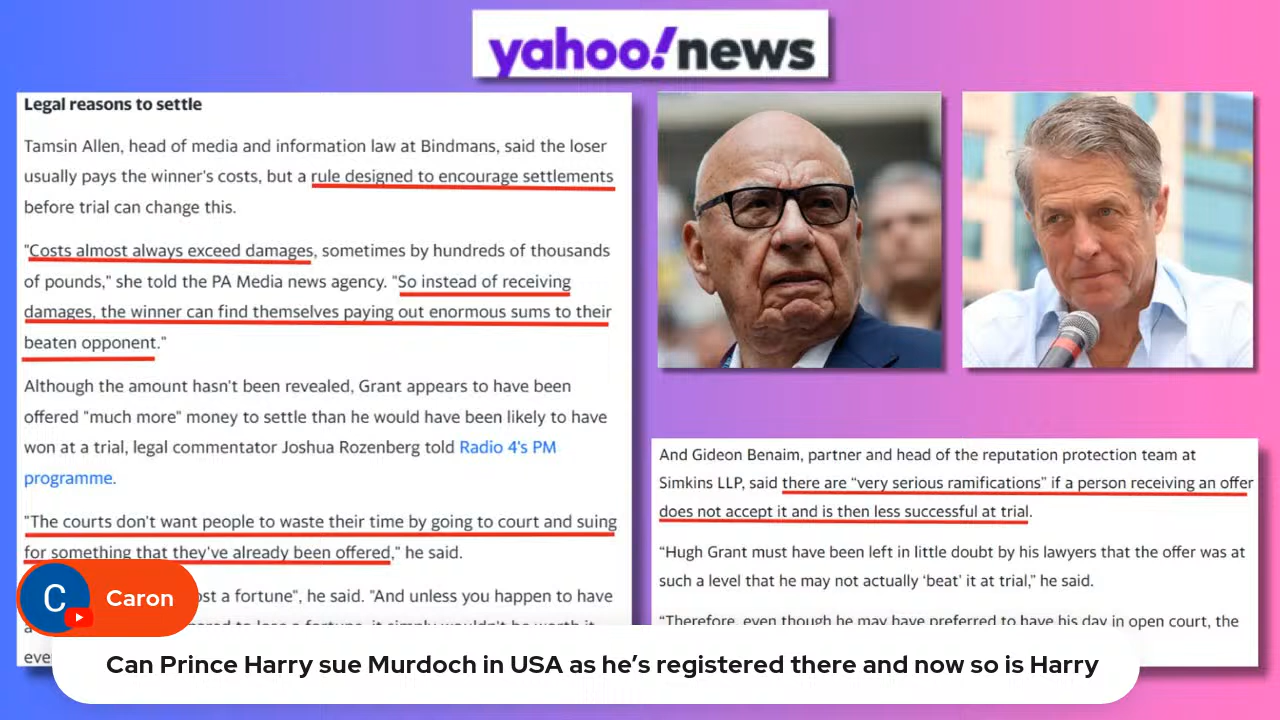 yahoo!news
Legal reasons to settle
Tamsin Allen, head of media and information law at Bindmans, said the loser
usually pays the winner's costs, but a rule designed to encourage settlements
before trial can change this.
"Costs almost always exceed damages, sometimes by hundreds of thousands
of pounds," she told the PA Media news agency. "So instead of receiving
damages, the winner can find themselves paying out enormous sums to their
beaten opponent."
Although the amount hasn't been revealed, Grant appears to have been
offered "much more" money to settle than he would have been likely to have
won at a trial, legal commentator Joshua Rozenberg told Radio 4's PM
programme.
"The courts don't want people to waste their time by going to court and suing
for something that they've already been offered," he said.
ost a fortune", he said. "And unless you happen to have
And Gideon Benaim, partner and head of the reputation protection team at
Simkins LLP, said there are “very serious ramifications” if a person receiving an offer
does not accept it and is then less successful at trial.
“Hugh Grant must have been left in little doubt by his lawyers that the offer was at
such a level that he may not actually ‘beat’ it at trial,” he said.
“Therefore, even though he may have preferred to have his day in open court, the
C
Caron
Can Prince Harry sue Murdoch in USA as he’s registered there and now so is Harry